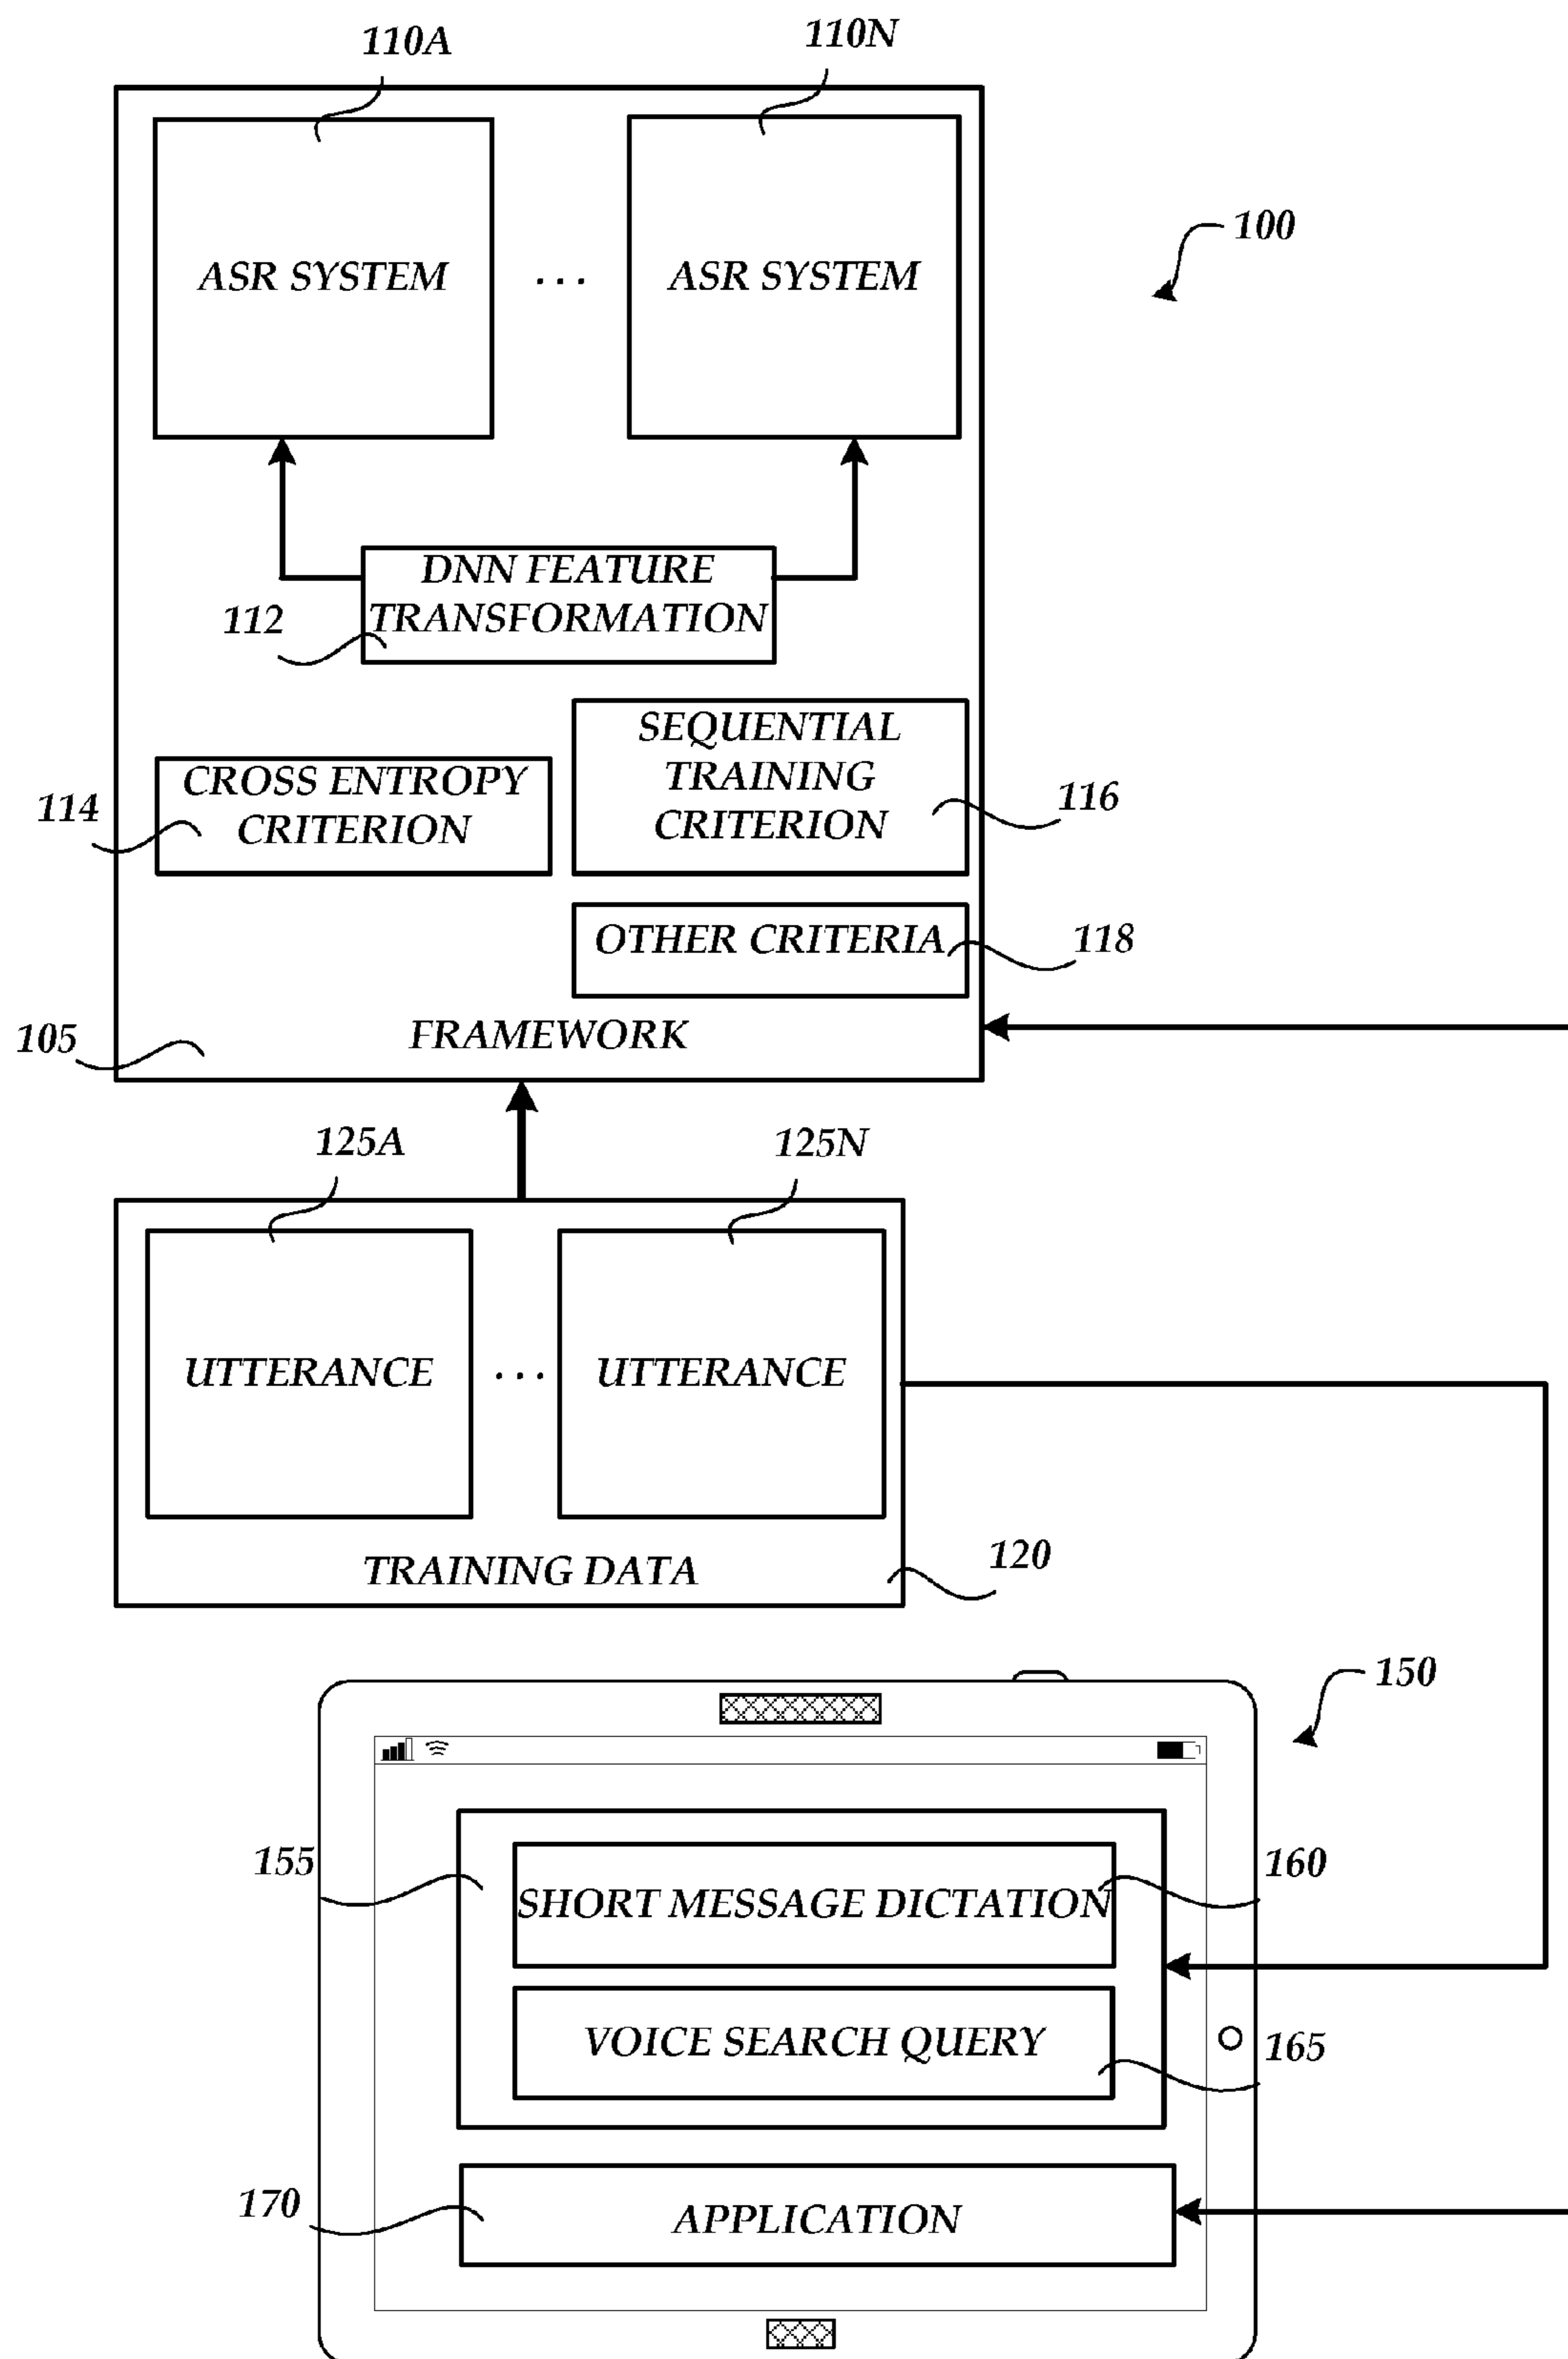 110A
110N
100
ASR SYSTEM
...
ASR SYSTEM
DNN FEATURE
TRANSFORMATION
112
SEQUENTIAL
TRAINING
CRITERION
116
CROSS ENTROPY
CRITERION
114
OTHER CRITERIA
118
FRAMEWORK
105
125A
125N
UTTERANCE
...
UTTERANCE
TRAINING DATA
120
150
155
SHORT MESSAGE DICTATION
160
VOICE SEARCH QUERY
165
170
APPLICATION